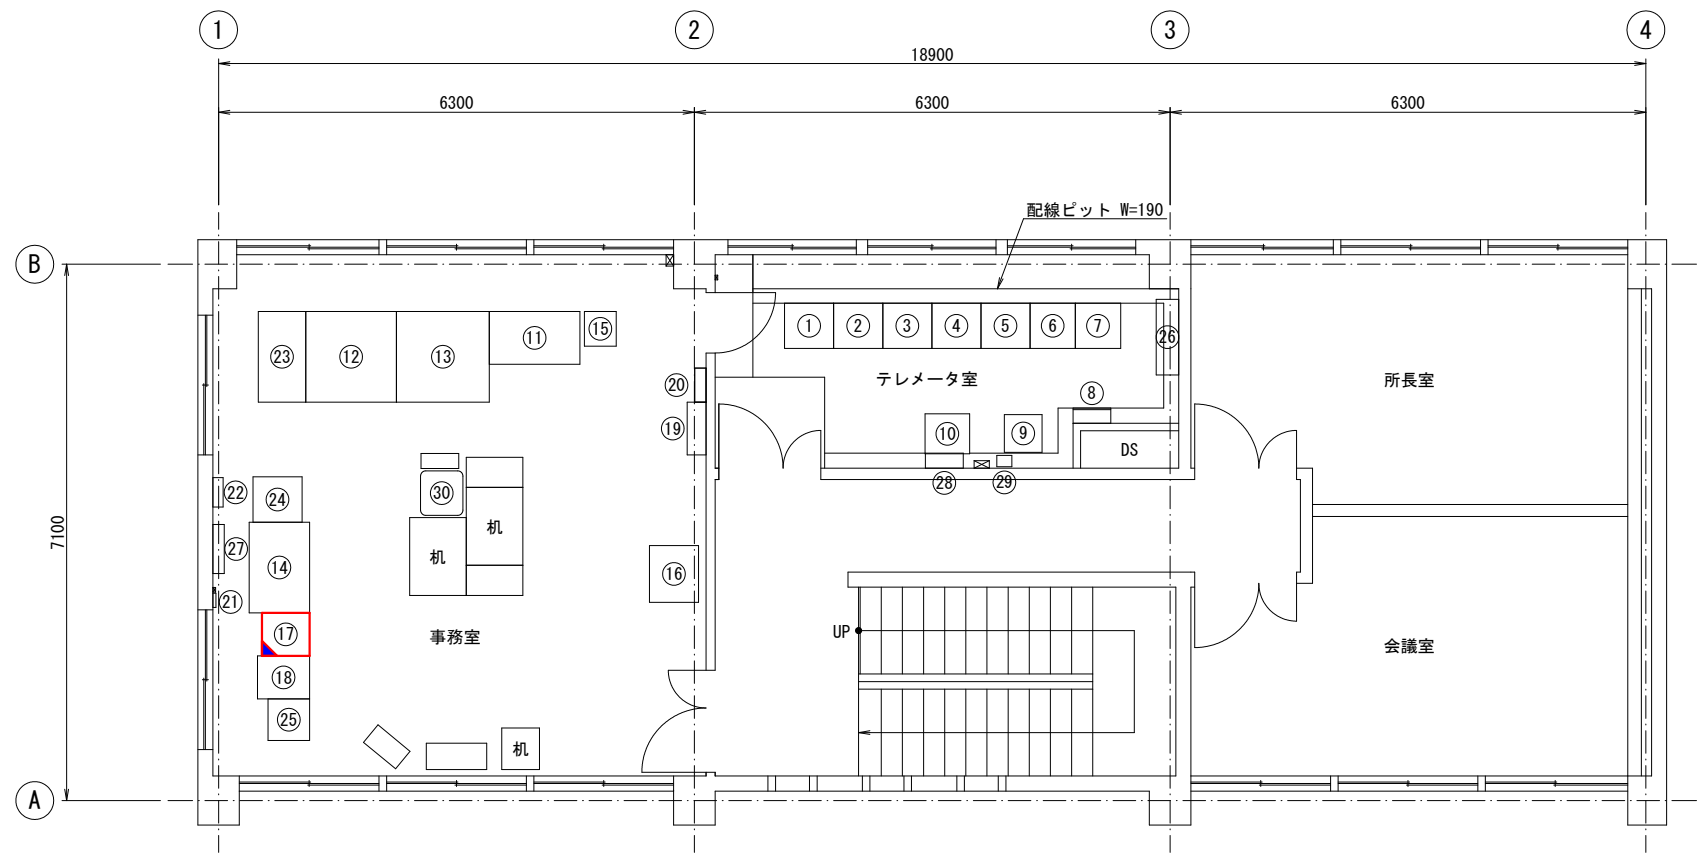 ① ② ③ ④
18900
6300 6300 6300
配線ピット W=190
Ⓑ
① ② ③ ④ ⑤ ⑥ ⑦ ㉖
⑪ ⑮
㉓ ⑫ ⑬
テレメータ室
所長室
⑳ ⑧
⑲ ⑩ ⑨ DS
㉘ ㉙
㉒ ㉔ ㉚
机
机
7100
㉗ ⑭ ⑯
㉑
⑰ 事務室
UP
会議室
⑱
㉕
机
Ⓐ